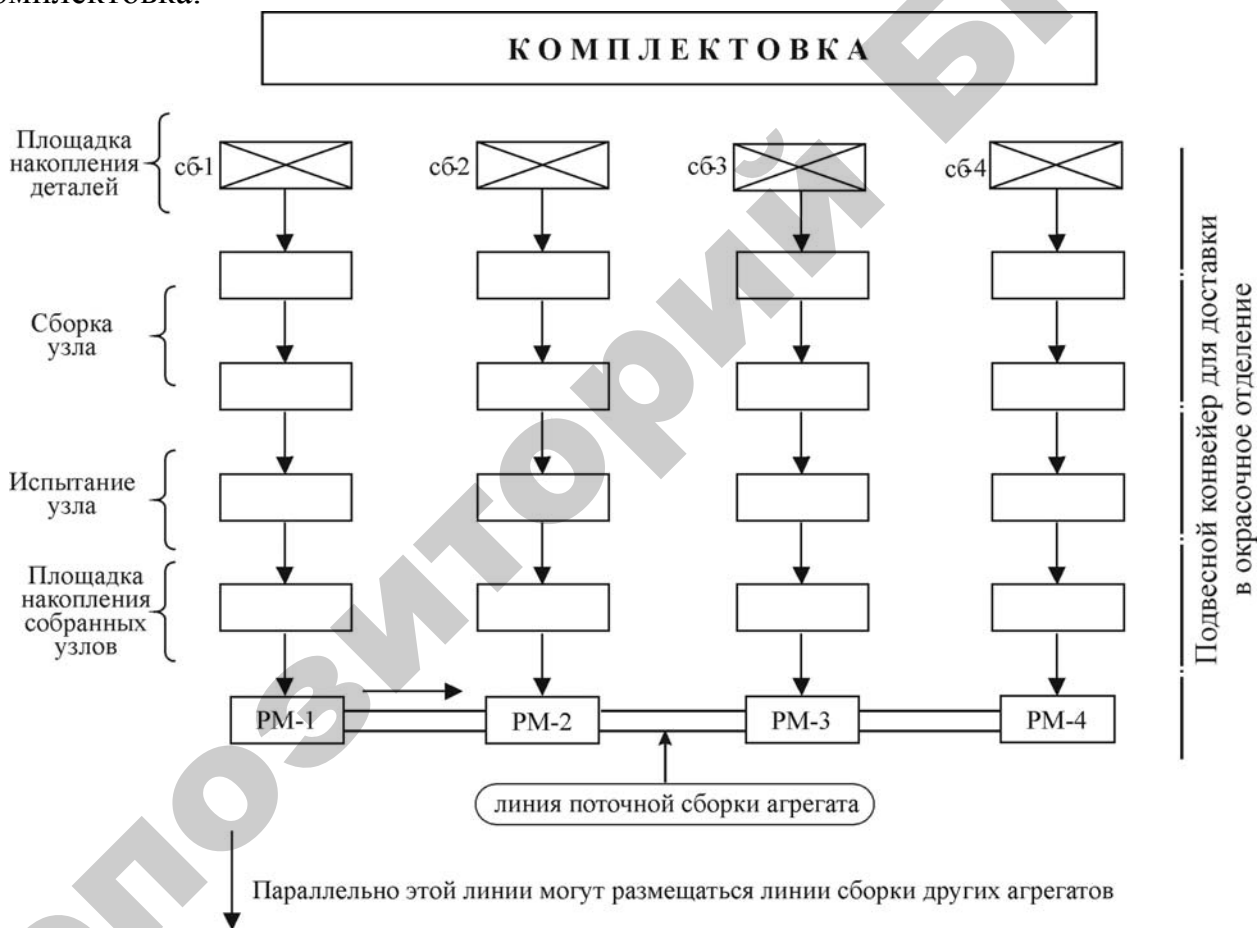 КОМПЛЕКТОВКА
Площадка
накопления
деталей
сб-1
сб-2
сб-3
сб-4
Сборка
узла
Испытание
узла
Площадка
накопления
собранных
узлов
РМ-1
РМ-2
РМ-3
РМ-4
линия поточной сборки агрегата
Параллельно этой линии могут размещаться линии сборки других агрегатов
Подвесной конвейер для доставки
в окрасочное отделение